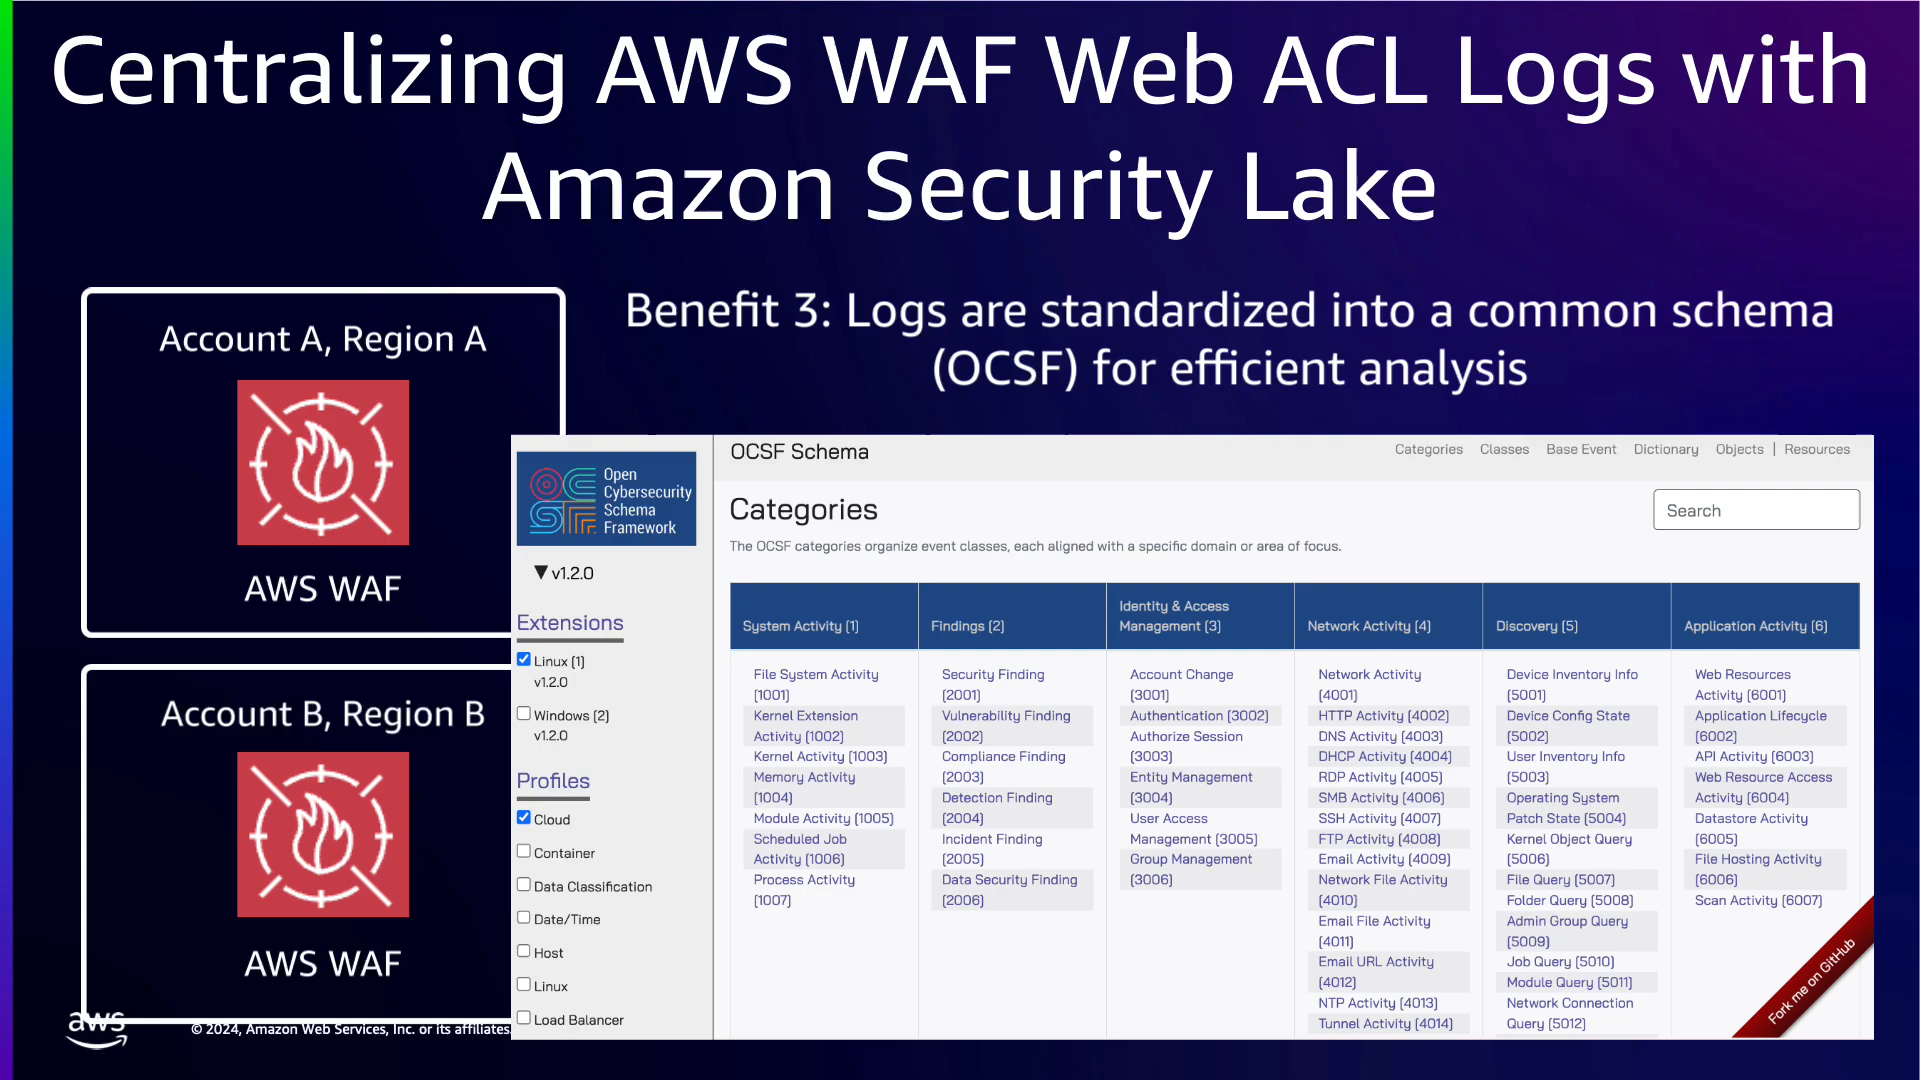 Centralizing AWS WAF Web ACL Logs with
Amazon Security Lake
Benefit 3: Logs are standardized into a common schema
(OCSF) for efficient analysis
Account A, Region A
AWS WAF
Account B, Region B
AWS WAF
aws
© 2024, Amazon Web Services, Inc. or its affiliates.
Open
Cybersecurity
Schema
Framework
▼ v1.2.0
Extensions
Linux [1]
v1.2.0
Windows [2]
v1.2.0
Profiles
Cloud
Container
Data Classification
Date/Time
Host
Linux
Load Balancer
OCSF Schema
Categories Classes Base Event Dictionary Objects | Resources
Categories
Search
The OCSF categories organize event classes, each aligned with a specific domain or area of focus.
System Activity [1]
File System Activity
[1001]
Kernel Extension
Activity [1002]
Kernel Activity [1003]
Memory Activity
[1004]
Module Activity [1005]
Scheduled Job
Activity [1006]
Process Activity
[1007]
Findings [2]
Security Finding
[2001]
Vulnerability Finding
[2002]
Compliance Finding
[2003]
Detection Finding
[2004]
Incident Finding
[2005]
Data Security Finding
[2006]
Identity & Access
Management [3]
Account Change
[3001]
Authentication [3002]
Authorize Session
[3003]
Entity Management
[3004]
User Access
Management [3005]
Group Management
[3006]
Network Activity [4]
Network Activity
[4001]
HTTP Activity [4002]
DNS Activity [4003]
DHCP Activity [4004]
RDP Activity [4005]
SMB Activity [4006]
SSH Activity [4007]
FTP Activity [4008]
Email Activity [4009]
Network File Activity
[4010]
Email File Activity
[4011]
Email URL Activity
[4012]
NTP Activity [4013]
Tunnel Activity [4014]
Discovery [5]
Device Inventory Info
[5001]
Device Config State
[5002]
User Inventory Info
[5003]
Operating System
Patch State [5004]
Kernel Object Query
[5006]
File Query [5007]
Folder Query [5008]
Admin Group Query
[5009]
Job Query [5010]
Module Query [5011]
Network Connection
Query [5012]
Application Activity [6]
Web Resources
Activity [6001]
Application Lifecycle
[6002]
API Activity [6003]
Web Resource Access
Activity [6004]
Datastore Activity
[6005]
File Hosting Activity
[6006]
Scan Activity [6007]
Fork me on GitHub